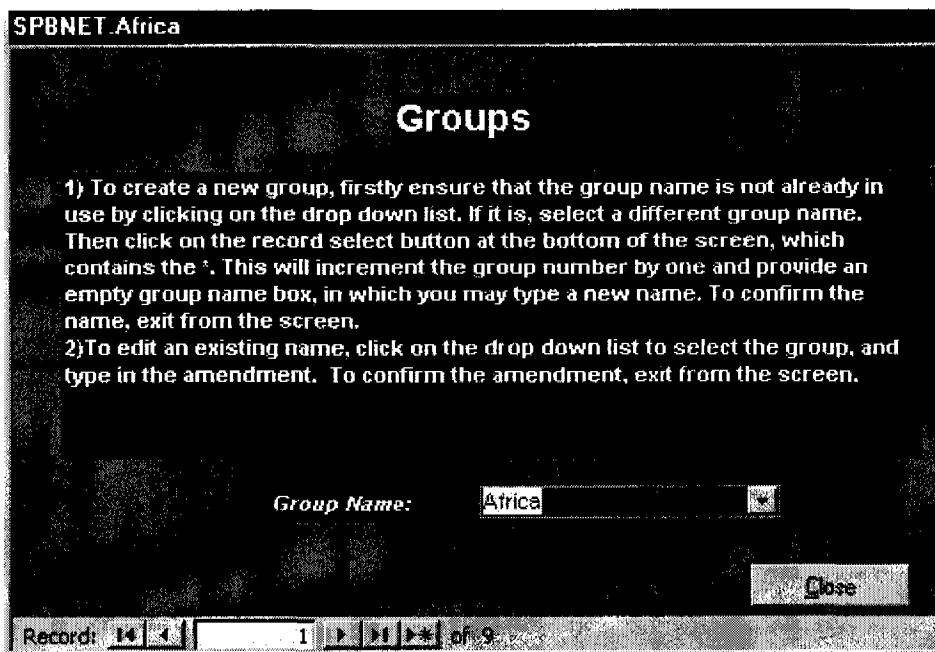 SPBNET.Africa
Groups
1) To create a new group, firstly ensure that the group name is not already in
use by clicking on the drop down list. If it is, select a different group name.
Then click on the record select button at the bottom of the screen, which
contains the *. This will increment the group number by one and provide an
empty group name box, in which you may type a new name. To confirm the
name, exit from the screen.
2)To edit an existing name, click on the drop down list to select the group, and
type in the amendment. To confirm the amendment, exit from the screen.
Group Name: Africa
Close
Record: 1 of 9